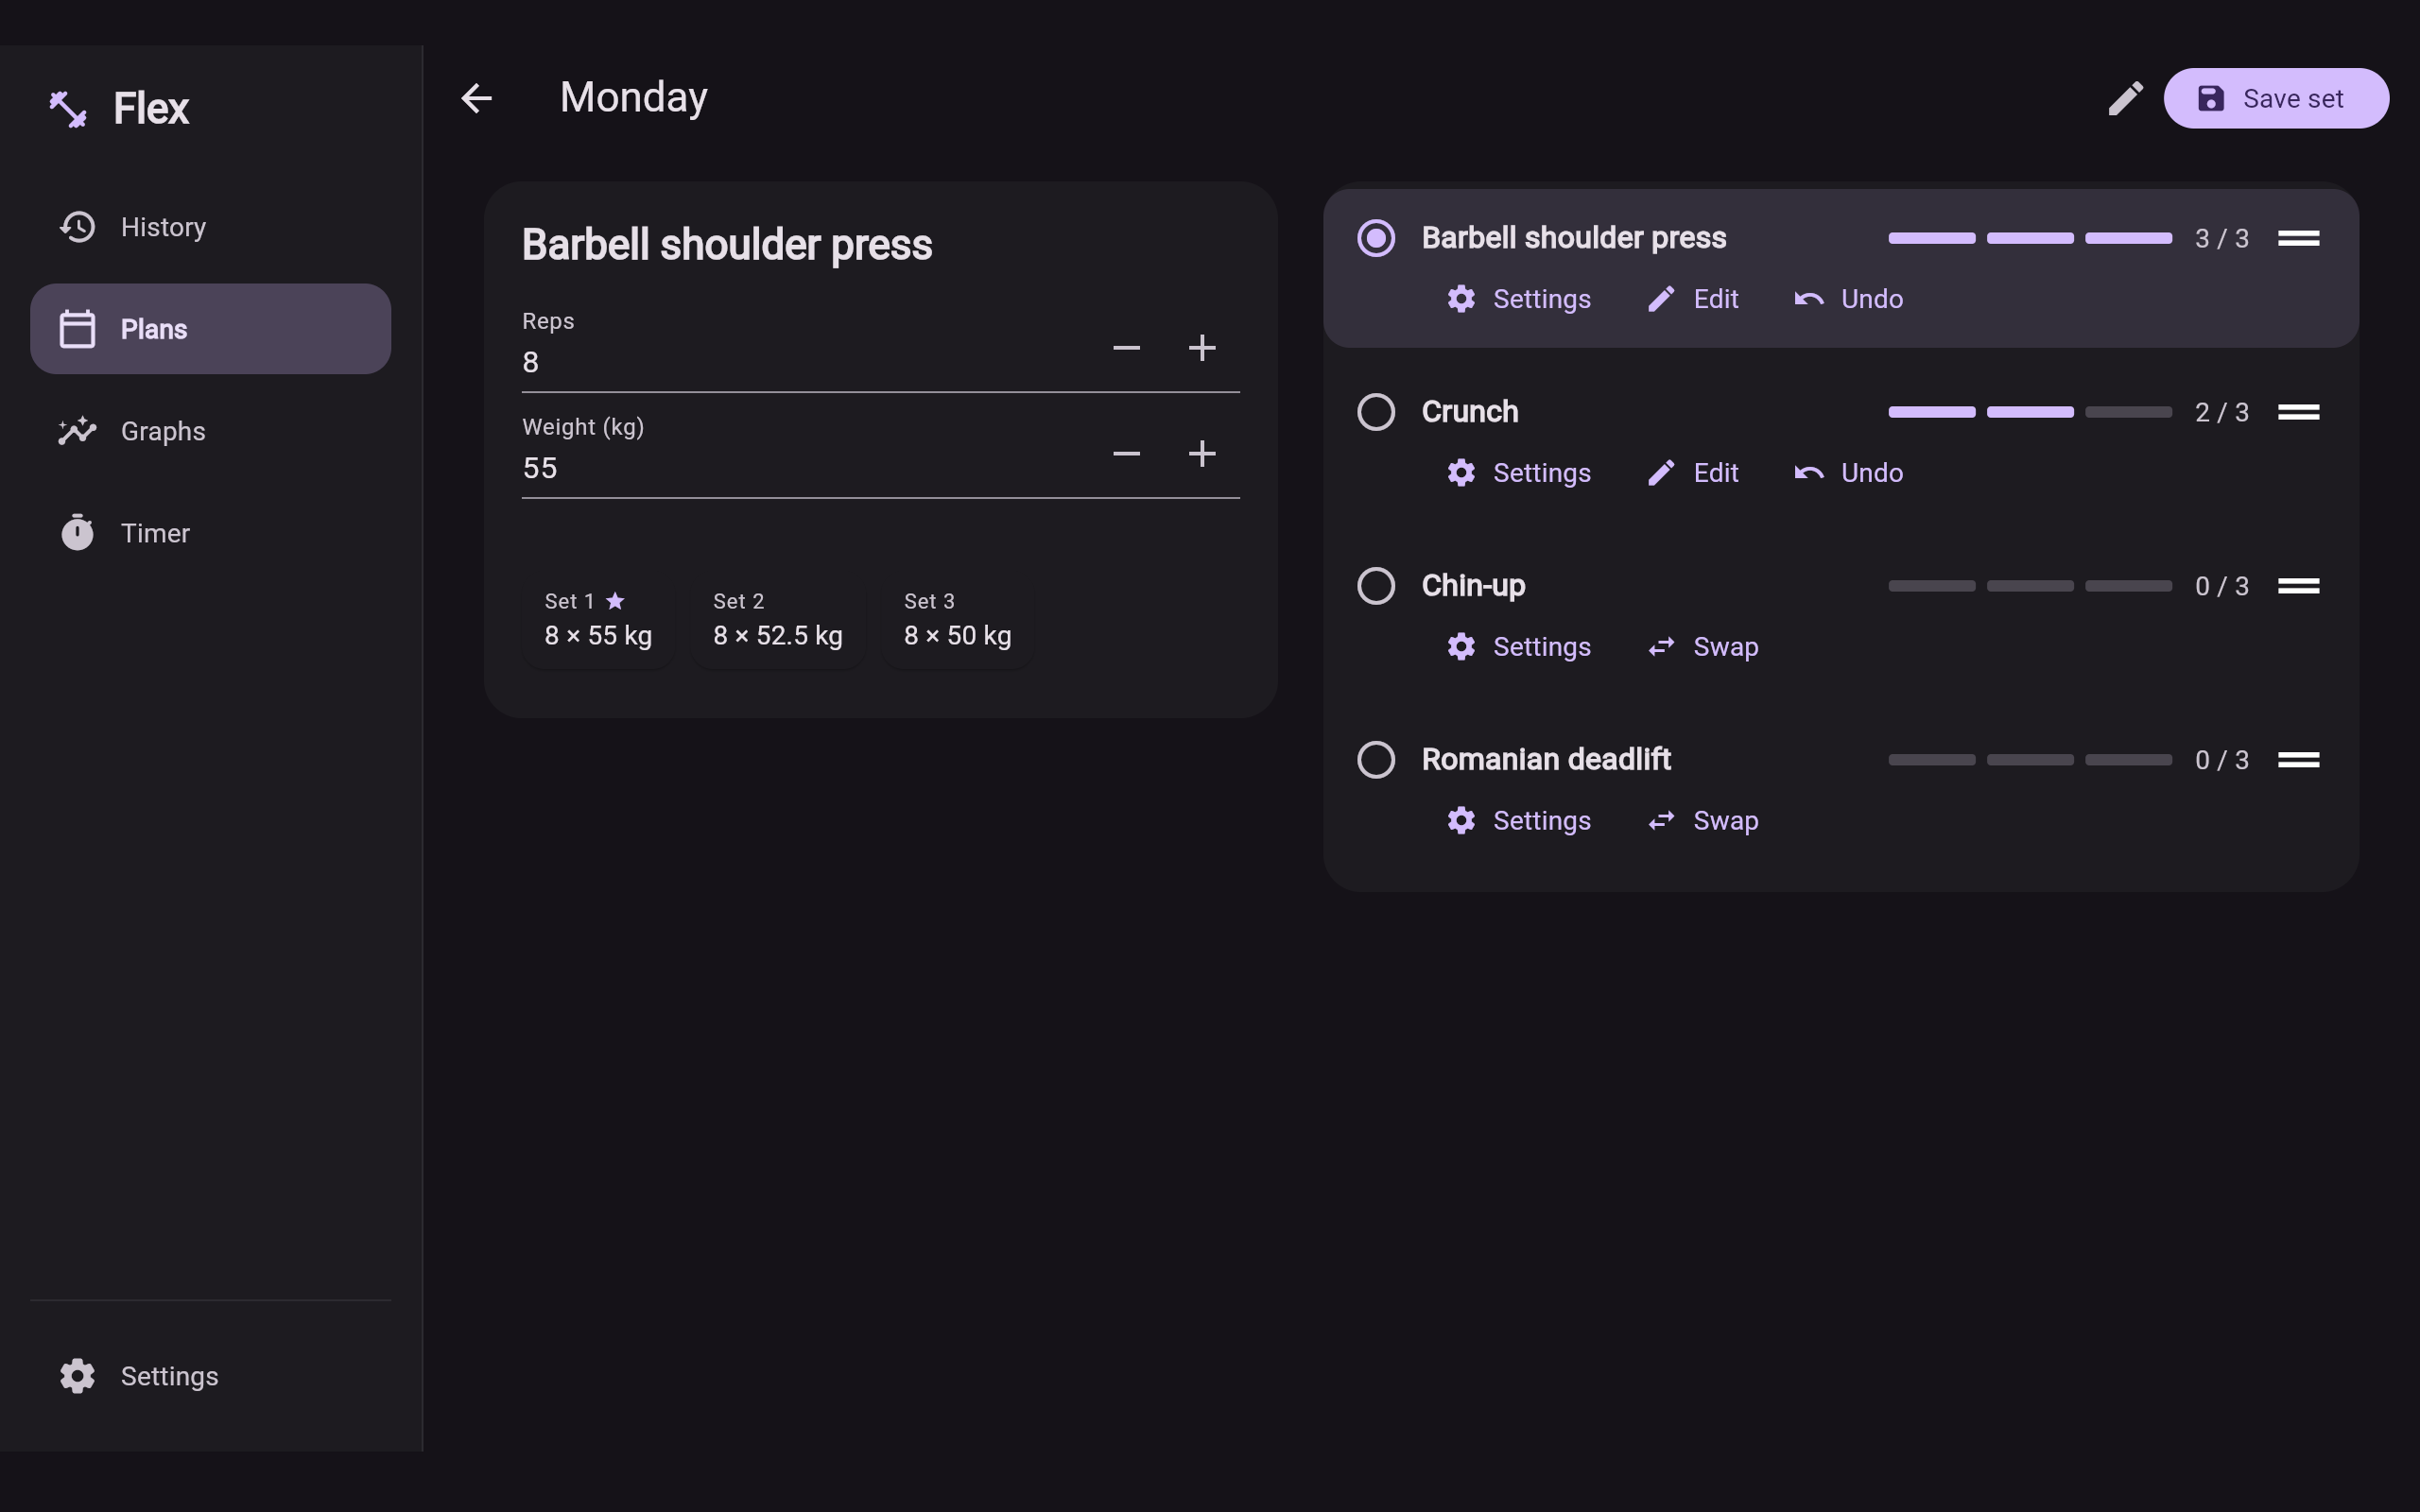 Flex
History
Plans
Graphs
Timer
Settings
Monday
Save set
Barbell shoulder press
Reps
8
Weight (kg)
55
Set 1
8 × 55 kg
Set 2
8 × 52.5 kg
Set 3
8 × 50 kg
Barbell shoulder press
3 / 3
Settings
Edit
Undo
Crunch
2 / 3
Settings
Edit
Undo
Chin-up
0 / 3
Settings
Swap
Romanian deadlift
0 / 3
Settings
Swap